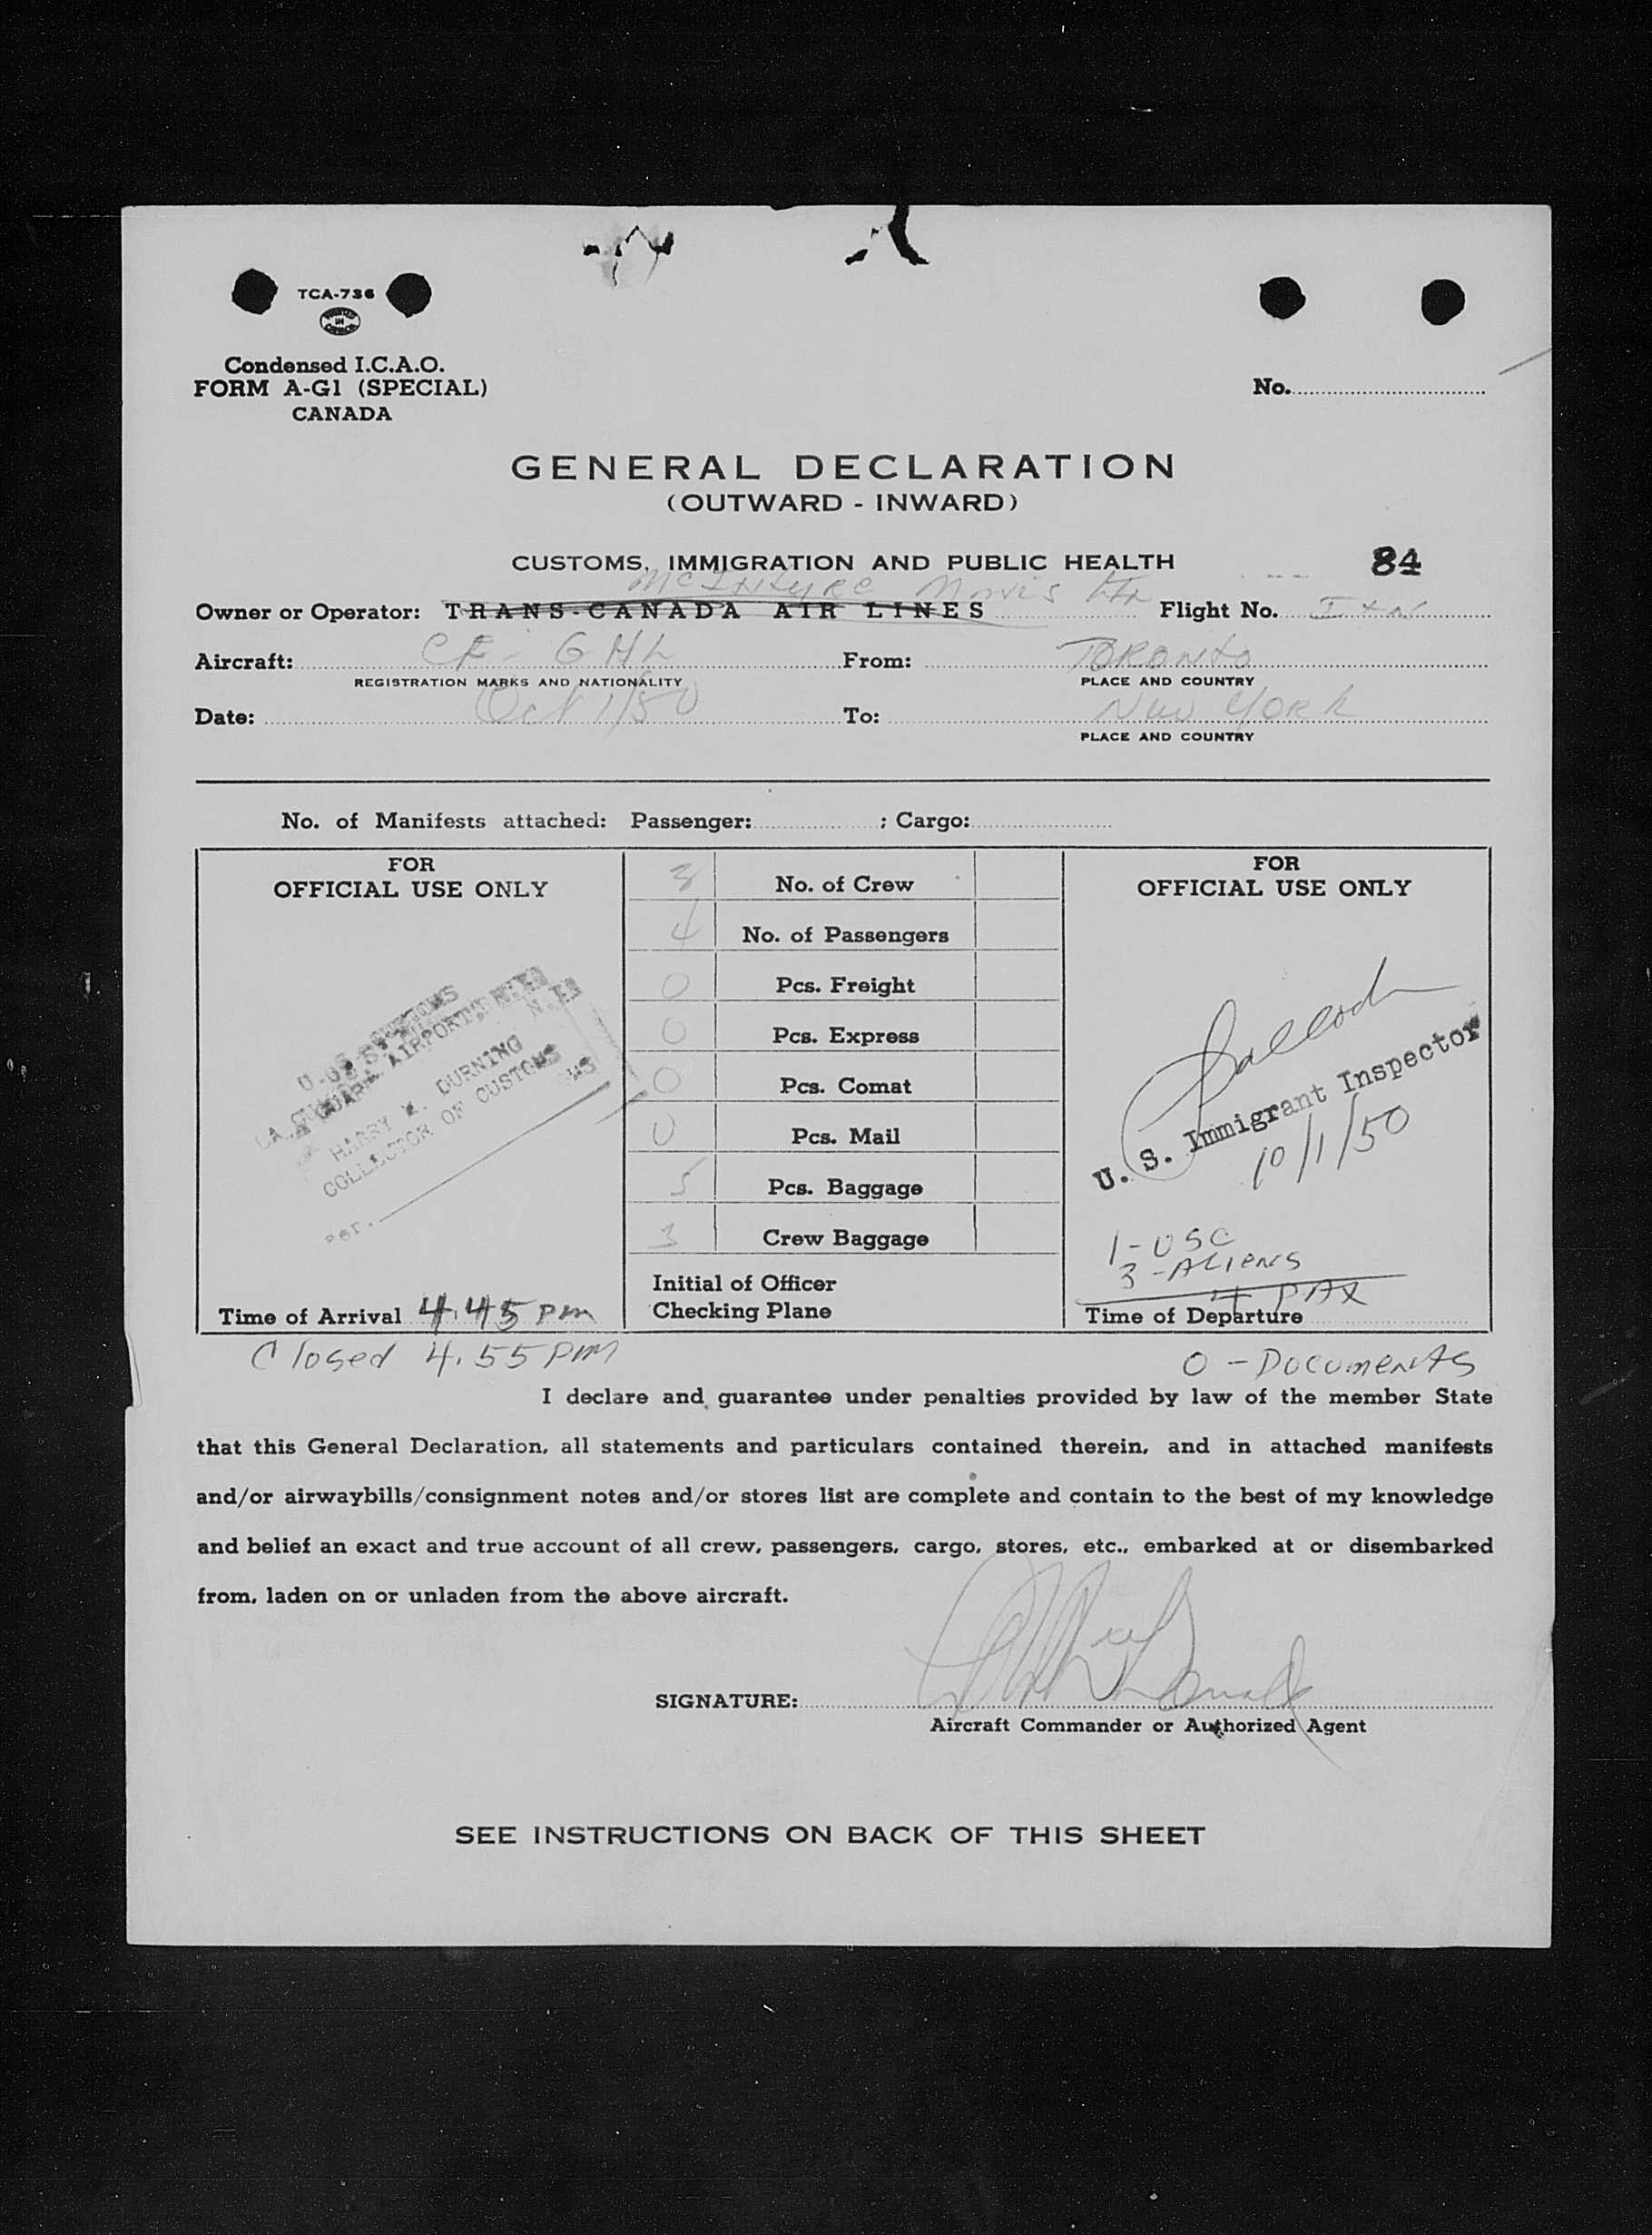 TCA-736
PRINTED IN CANADA
Condensed I.C.A.O.
FORM A-G1 (SPECIAL)
CANADA
No.
GENERAL DECLARATION
(OUTWARD - INWARD)
CUSTOMS, IMMIGRATION AND PUBLIC HEALTH
84
McIntyre
Owner or Operator: TRANS-CANADA AIR LINES Flight No.
Aircraft: CF-GHL From: TORONTO
REGISTRATION MARKS AND NATIONALITY PLACE AND COUNTRY
Date: Oct 1/50 To: New York
PLACE AND COUNTRY
No. of Manifests attached: Passenger: ; Cargo:
FOR
OFFICIAL USE ONLY
U.S. CUSTOMS
LA GUARDIA AIRPORT, N.Y.
HARRY M. DURNING
COLLECTOR OF CUSTOMS
Per.
Time of Arrival 4.45 pm
3 No. of Crew
4 No. of Passengers
0 Pcs. Freight
0 Pcs. Express
0 Pcs. Comat
0 Pcs. Mail
5 Pcs. Baggage
3 Crew Baggage
Initial of Officer
Checking Plane
FOR
OFFICIAL USE ONLY
U. S. Immigrant Inspector
10/1/50
1-USC
3-ALIENS
4 PAX
Time of Departure
Closed 4.55 PM
0 - Documents
I declare and guarantee under penalties provided by law of the member State
that this General Declaration, all statements and particulars contained therein, and in attached manifests
and/or airwaybills/consignment notes and/or stores list are complete and contain to the best of my knowledge
and belief an exact and true account of all crew, passengers, cargo, stores, etc., embarked at or disembarked
from, laden on or unladen from the above aircraft.
SIGNATURE:
Aircraft Commander or Authorized Agent
SEE INSTRUCTIONS ON BACK OF THIS SHEET